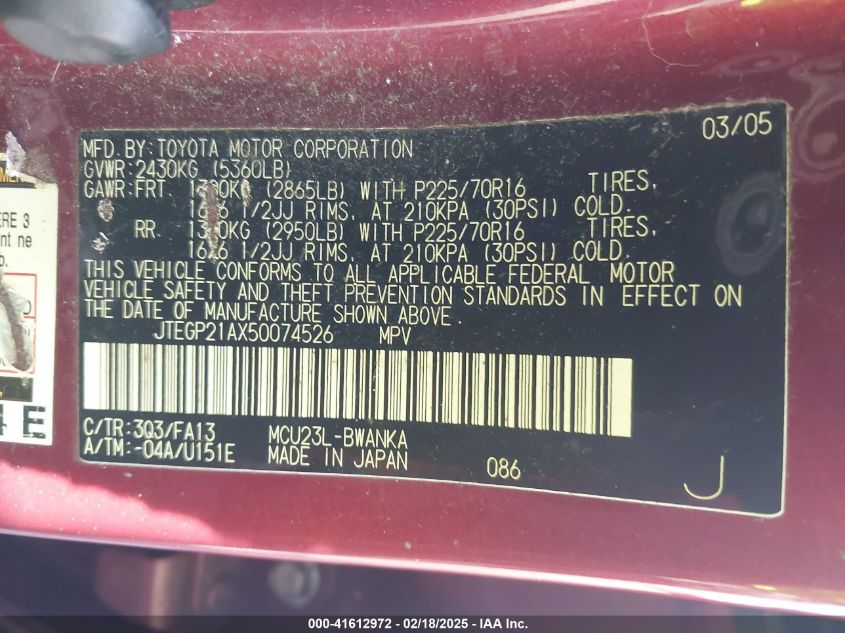 03/05
MFD. BY: TOYOTA MOTOR CORPORATION
GVWR: 2430KG (5360LB)
GAWR: FRT (2865LB) WITH P225/70R16 TIRES,
1/2JJ RIMS, AT 210KPA (30PSI) COLD.
RR. (2950LB) WITH P225/70R16 TIRES,
1/2JJ RIMS, AT 210KPA (30PSI) COLD.
THIS VEHICLE CONFORMS TO ALL APPLICABLE FEDERAL MOTOR
VEHICLE SAFETY AND THEFT PREVENTION STANDARDS IN EFFECT ON
THE DATE OF MANUFACTURE SHOWN ABOVE.
JTEGP21AX50074526 MPV
C/TR: 3Q3/FA13 MCU23L-BWANKA
A/TM: -04A/U151E MADE IN JAPAN 086
J
ERE 3
nt ne
E
000-41612972 / 02/18/2025 - IAA Inc.